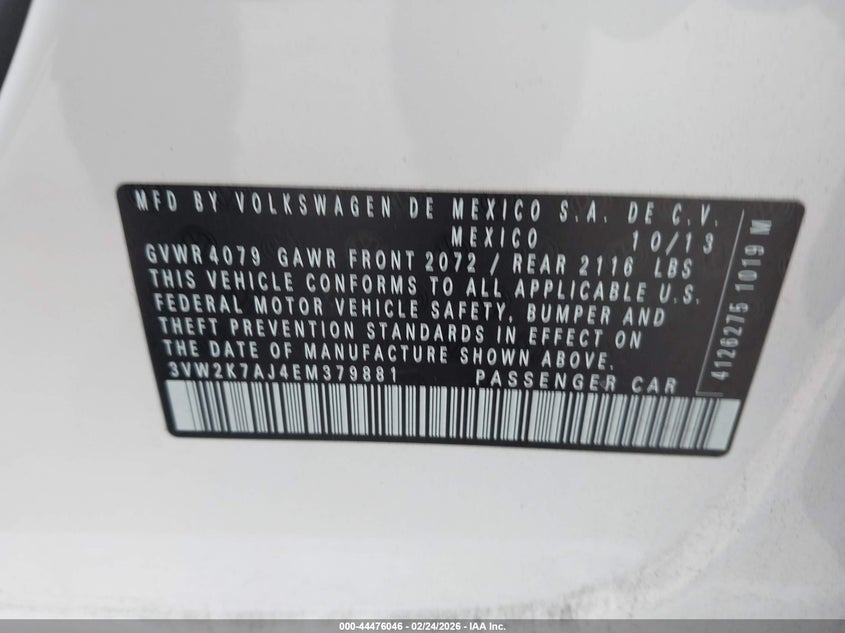 MFD BY VOLKSWAGEN DE MEXICO S.A. DE C.V.
MEXICO 10/13
GVWR 4079 GAWR FRONT 2072 / REAR 2116 LBS
THIS VEHICLE CONFORMS TO ALL APPLICABLE U.S.
FEDERAL MOTOR VEHICLE SAFETY, BUMPER AND
THEFT PREVENTION STANDARDS IN EFFECT ON
THE DATE OF MANUFACTURE SHOWN ABOVE.
3VW2K7AJ4EM379881 PASSENGER CAR
4126275 1019 M
000-44476046 - 02/24/2026 - IAA Inc.